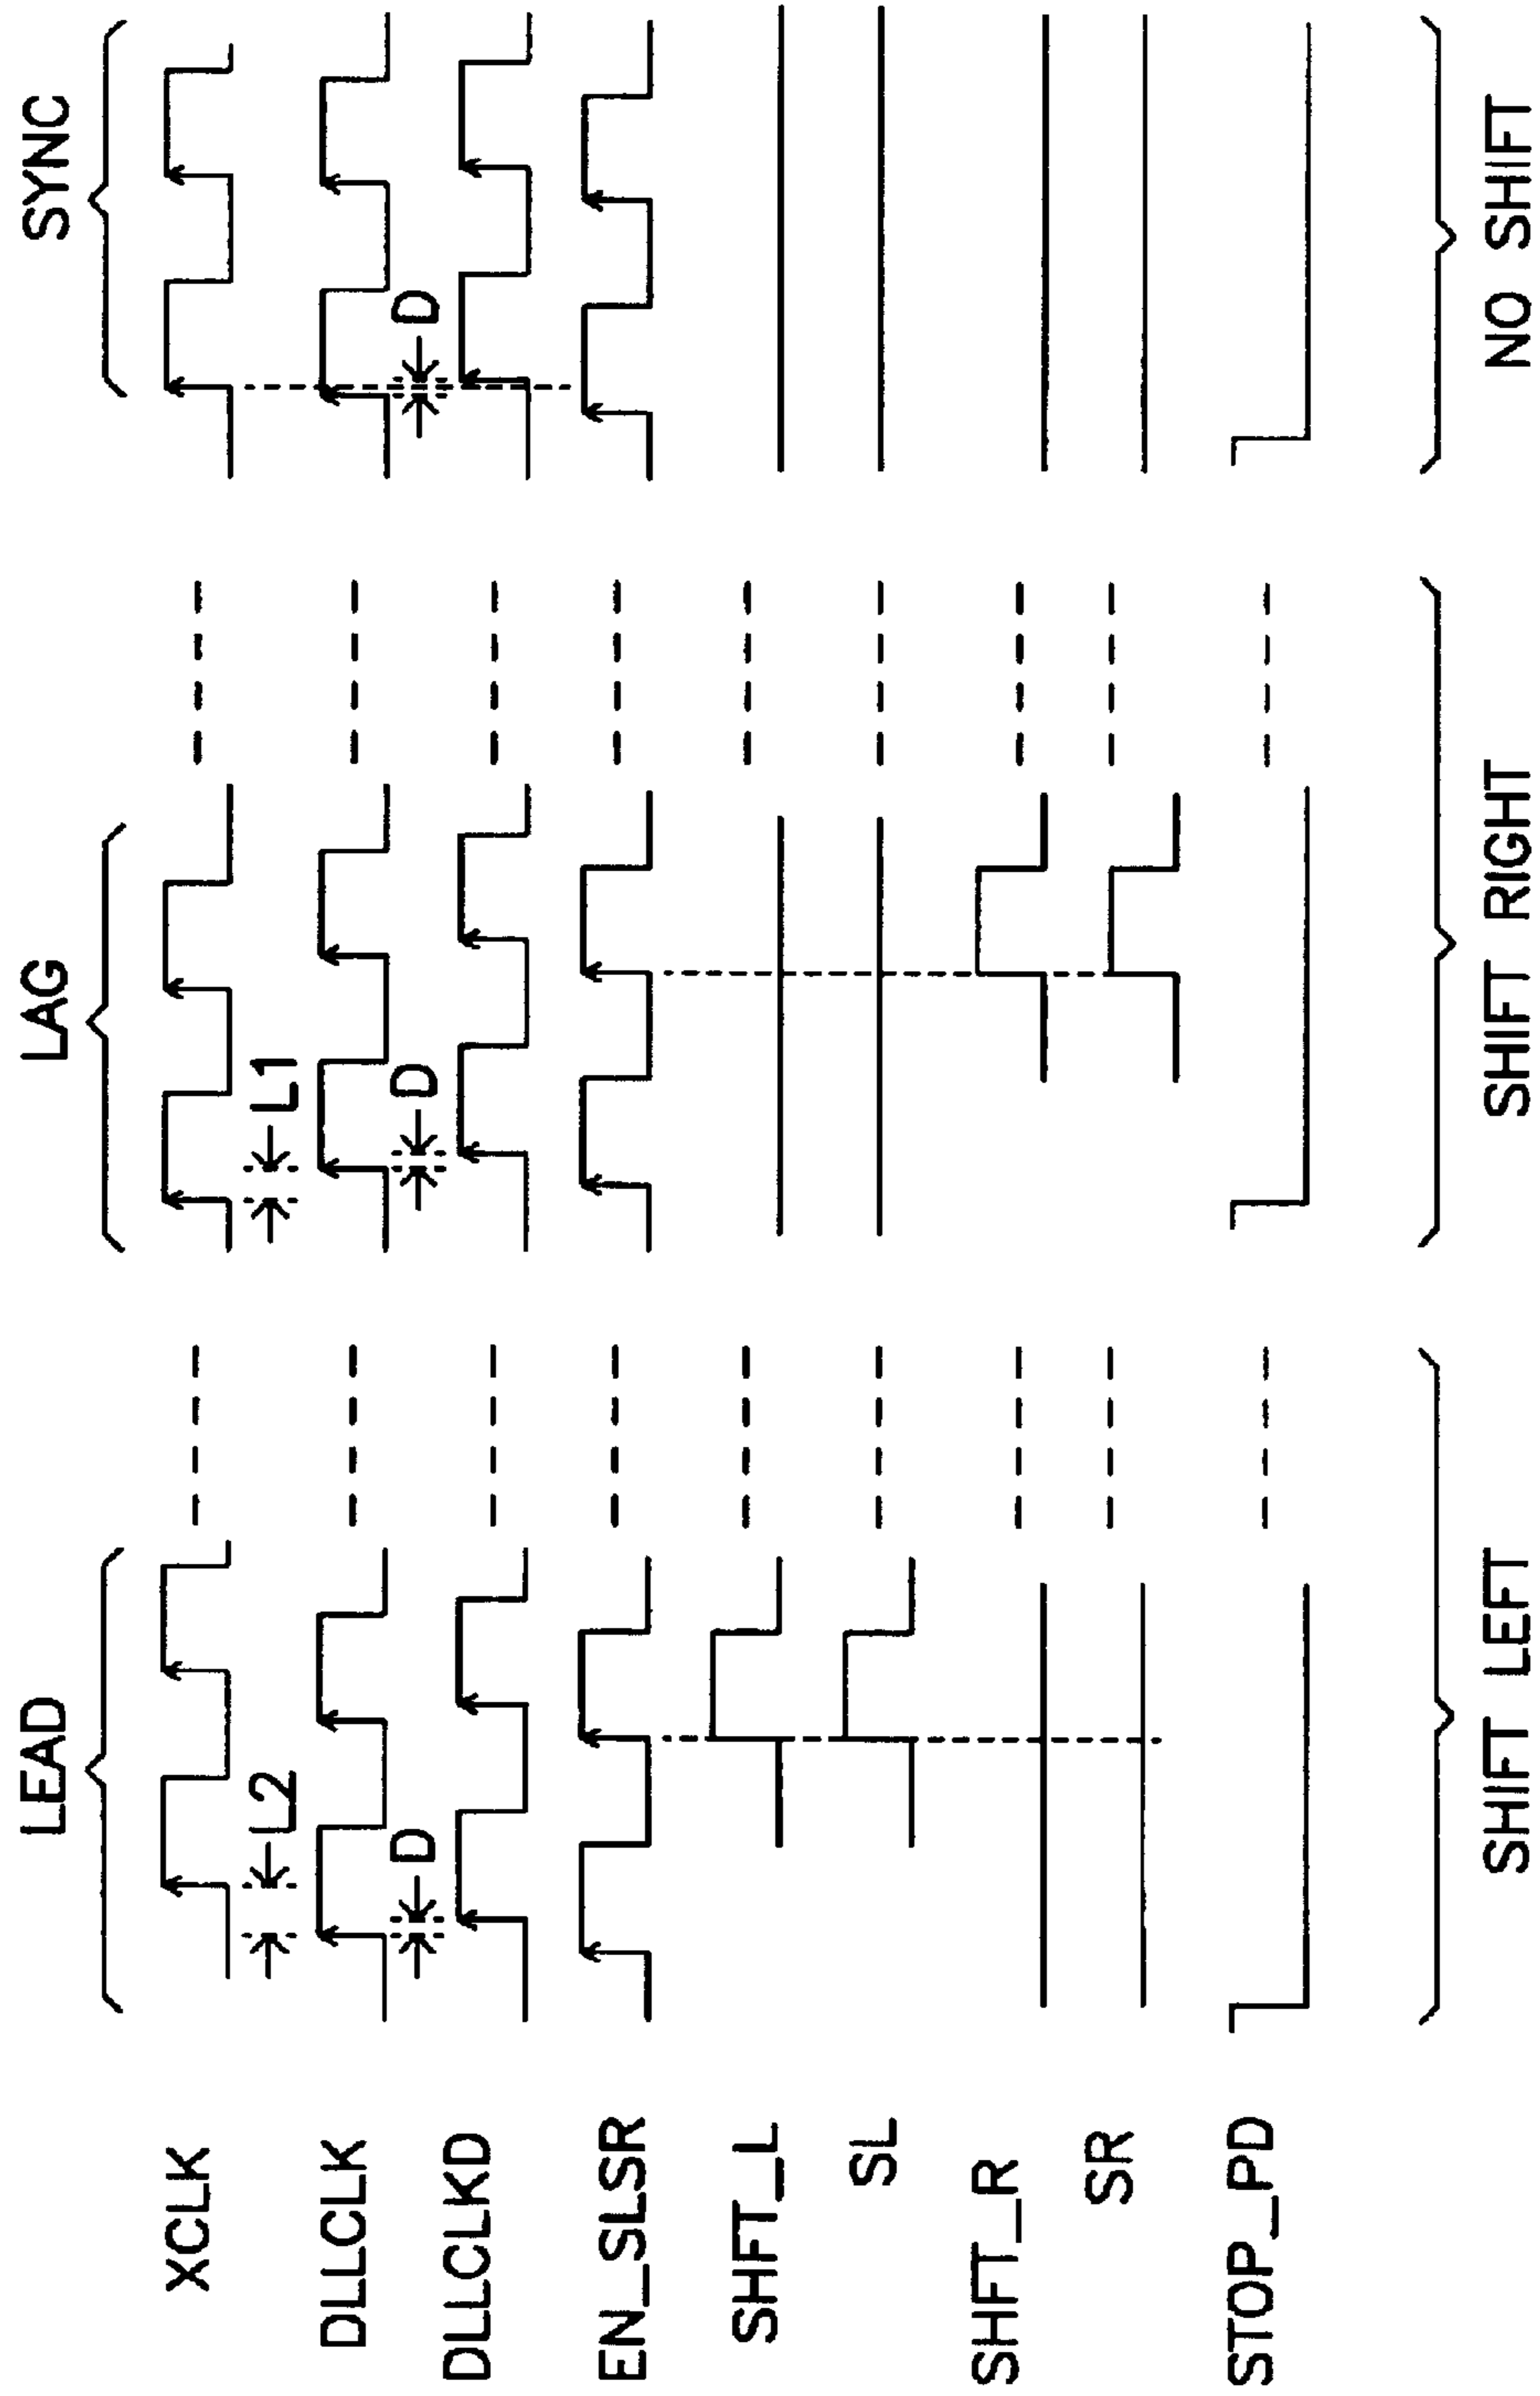 LEAD LAG SYNC
XCLK
L2 L1
DLLCLK
D D D
DLLCLKD
EN_SLSR
SHFT_L
SL
SHFT_R
SR
STOP_PD
SHIFT LEFT SHIFT RIGHT NO SHIFT